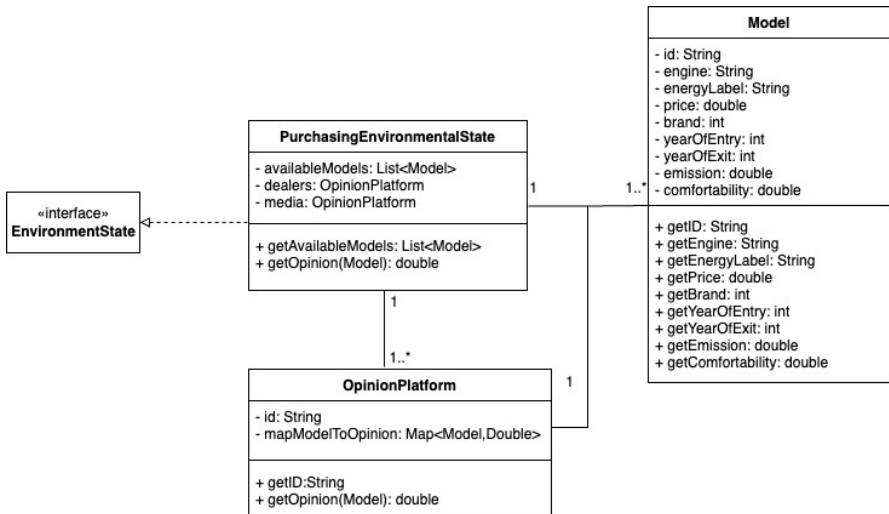 Model
- id: String
- engine: String
- energyLabel: String
- price: double
- brand: int
- yearOfEntry: int
- yearOfExit: int
- emission: double
- comfortability: double
+ getID: String
+ getEngine: String
+ getEnergyLabel: String
+ getPrice: double
+ getBrand: int
+ getYearOfEntry: int
+ getYearOfExit: int
+ getEmission: double
+ getComfortability: double
PurchasingEnvironmentalState
- availableModels: List<Model>
- dealers: OpinionPlatform
- media: OpinionPlatform
+ getAvailableModels: List<Model>
+ getOpinion(Model): double
1
1..*
«interface»
EnvironmentState
1
1..*
1
OpinionPlatform
- id: String
- mapModelToOpinion: Map<Model,Double>
+ getID:String
+ getOpinion(Model): double